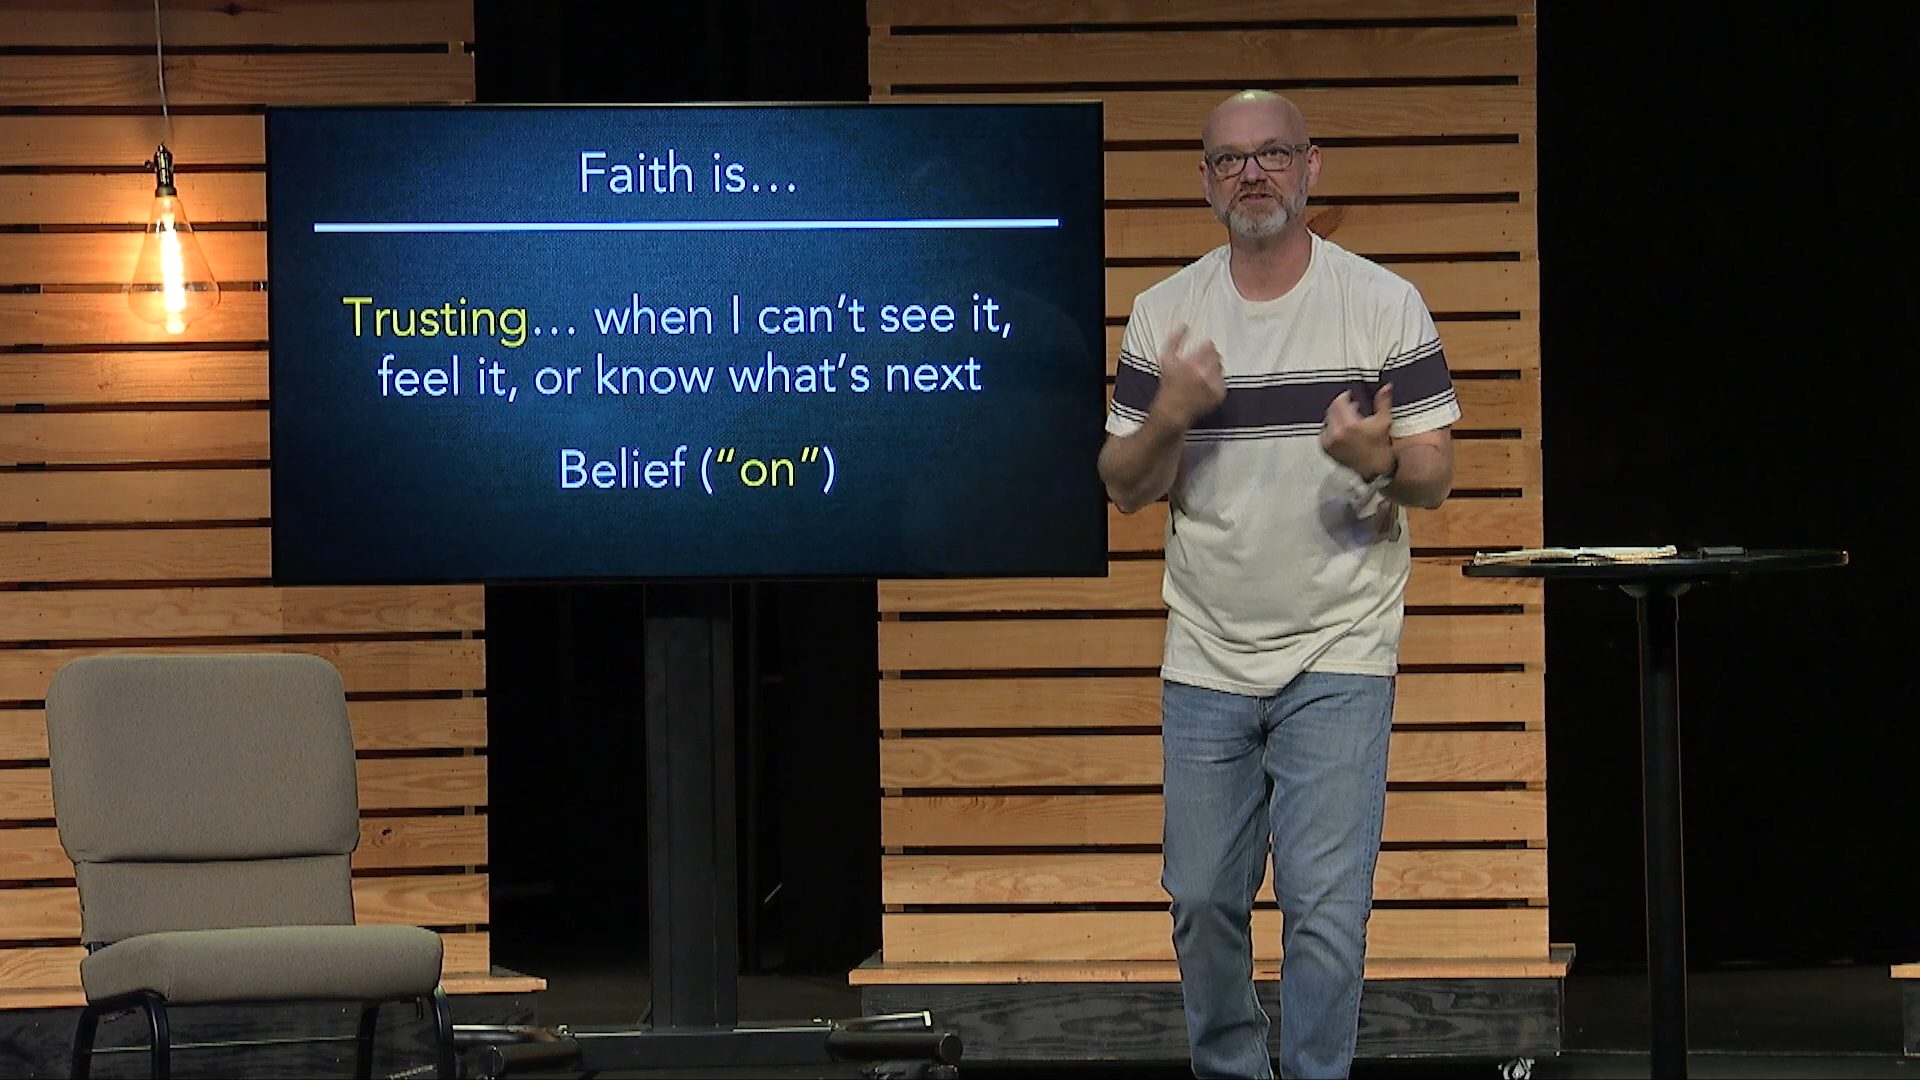 Faith is…
Trusting… when I can’t see it,
feel it, or know what’s next
Belief (“on”)